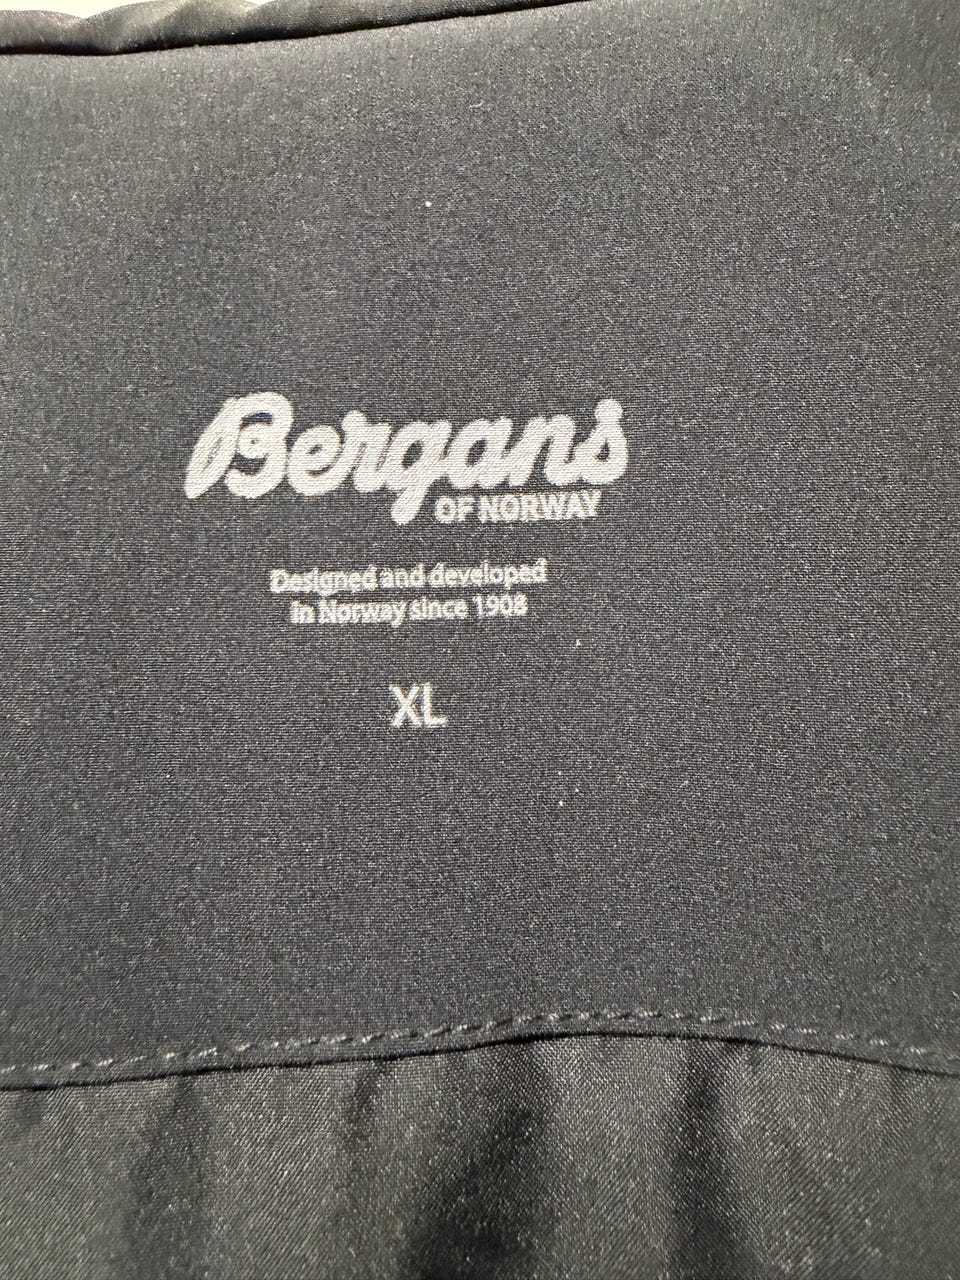 Bergans
OF NORWAY
Designed and developed
in Norway since 1908
XL